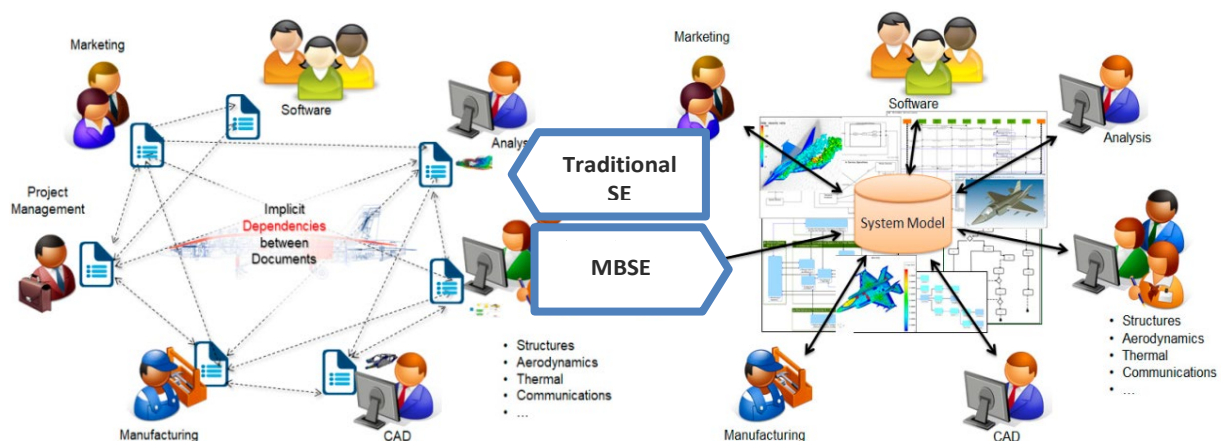 Marketing
Software
Analys
Project
Management
Implicit
Dependencies
between
Documents
• Structures
• Aerodynamics
• Thermal
• Communications
• ...
Manufacturing
CAD
Traditional
SE
MBSE
Marketing
Software
Analysis
System Model
• Structures
• Aerodynamics
• Thermal
• Communications
• ...
Manufacturing
CAD